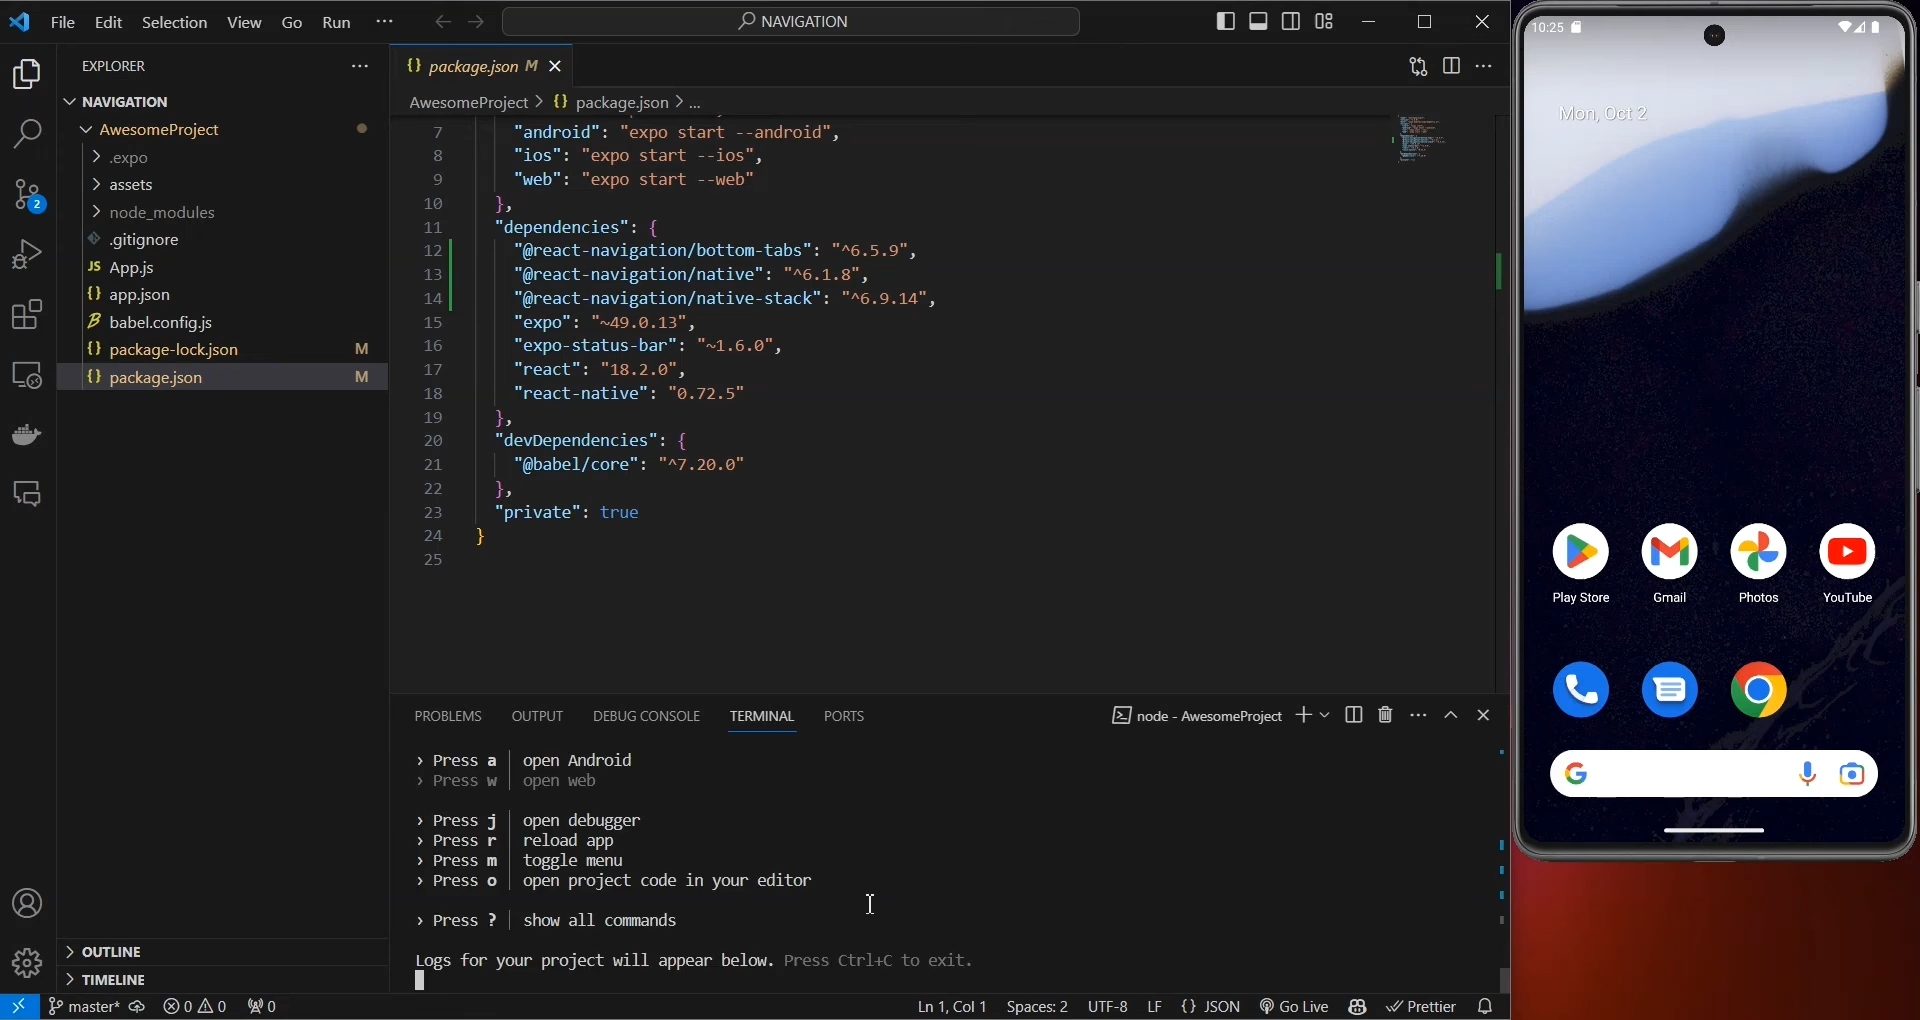 File Edit Selection View Go Run ···
NAVIGATION
EXPLORER
NAVIGATION
AwesomeProject
.expo
assets
node_modules
.gitignore
JS App.js
{} app.json
babel.config.js
{} package-lock.json M
{} package.json M
OUTLINE
TIMELINE
2
{} package.json M
AwesomeProject > {} package.json > ...
7 "android": "expo start --android",
8 "ios": "expo start --ios",
9 "web": "expo start --web"
10 },
11 "dependencies": {
12 "@react-navigation/bottom-tabs": "^6.5.9",
13 "@react-navigation/native": "^6.1.8",
14 "@react-navigation/native-stack": "^6.9.14",
15 "expo": "~49.0.13",
16 "expo-status-bar": "~1.6.0",
17 "react": "18.2.0",
18 "react-native": "0.72.5"
19 },
20 "devDependencies": {
21 "@babel/core": "^7.20.0"
22 },
23 "private": true
24 }
25
PROBLEMS OUTPUT DEBUG CONSOLE TERMINAL PORTS
node - AwesomeProject
› Press a │ open Android
› Press w │ open web
› Press j │ open debugger
› Press r │ reload app
› Press m │ toggle menu
› Press o │ open project code in your editor
› Press ? │ show all commands
Logs for your project will appear below. Press Ctrl+C to exit.
master* 0 0 0
Ln 1, Col 1 Spaces: 2 UTF-8 LF {} JSON Go Live Prettier
10:25
Mon, Oct 2
Play Store Gmail Photos YouTube